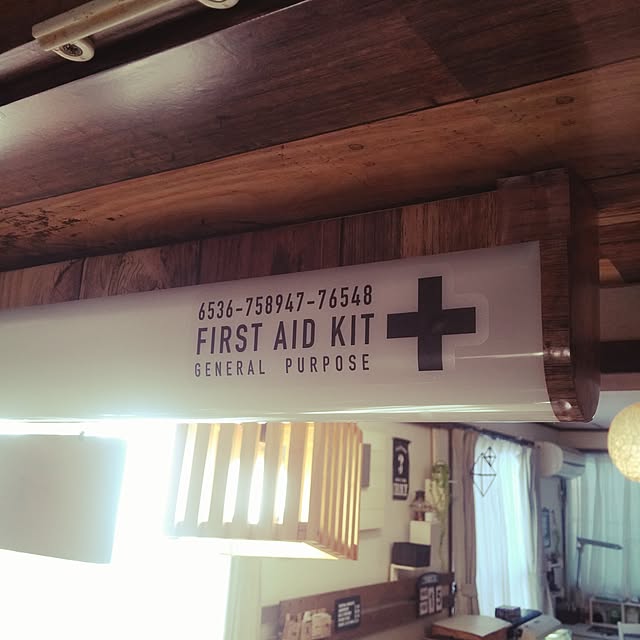 6536-758947-76548
FIRST AID KIT
GENERAL PURPOSE